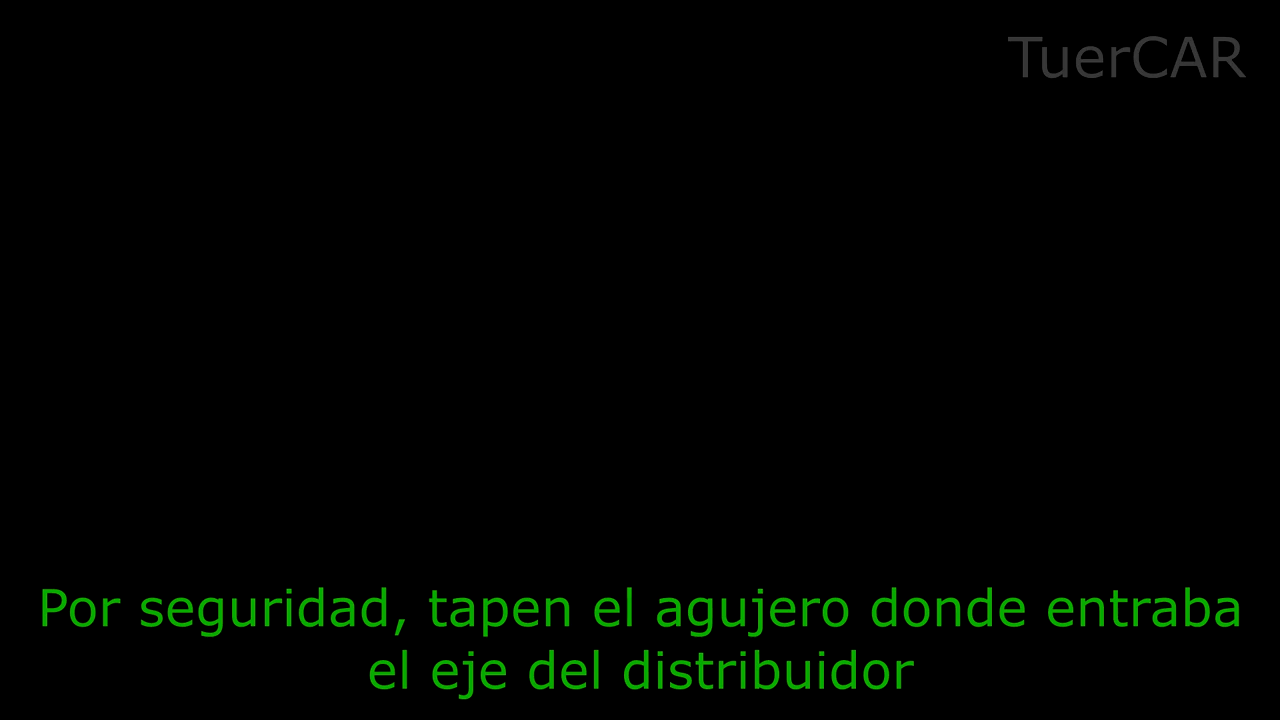 TuerCAR
Por seguridad, tapen el agujero donde entraba
el eje del distribuidor